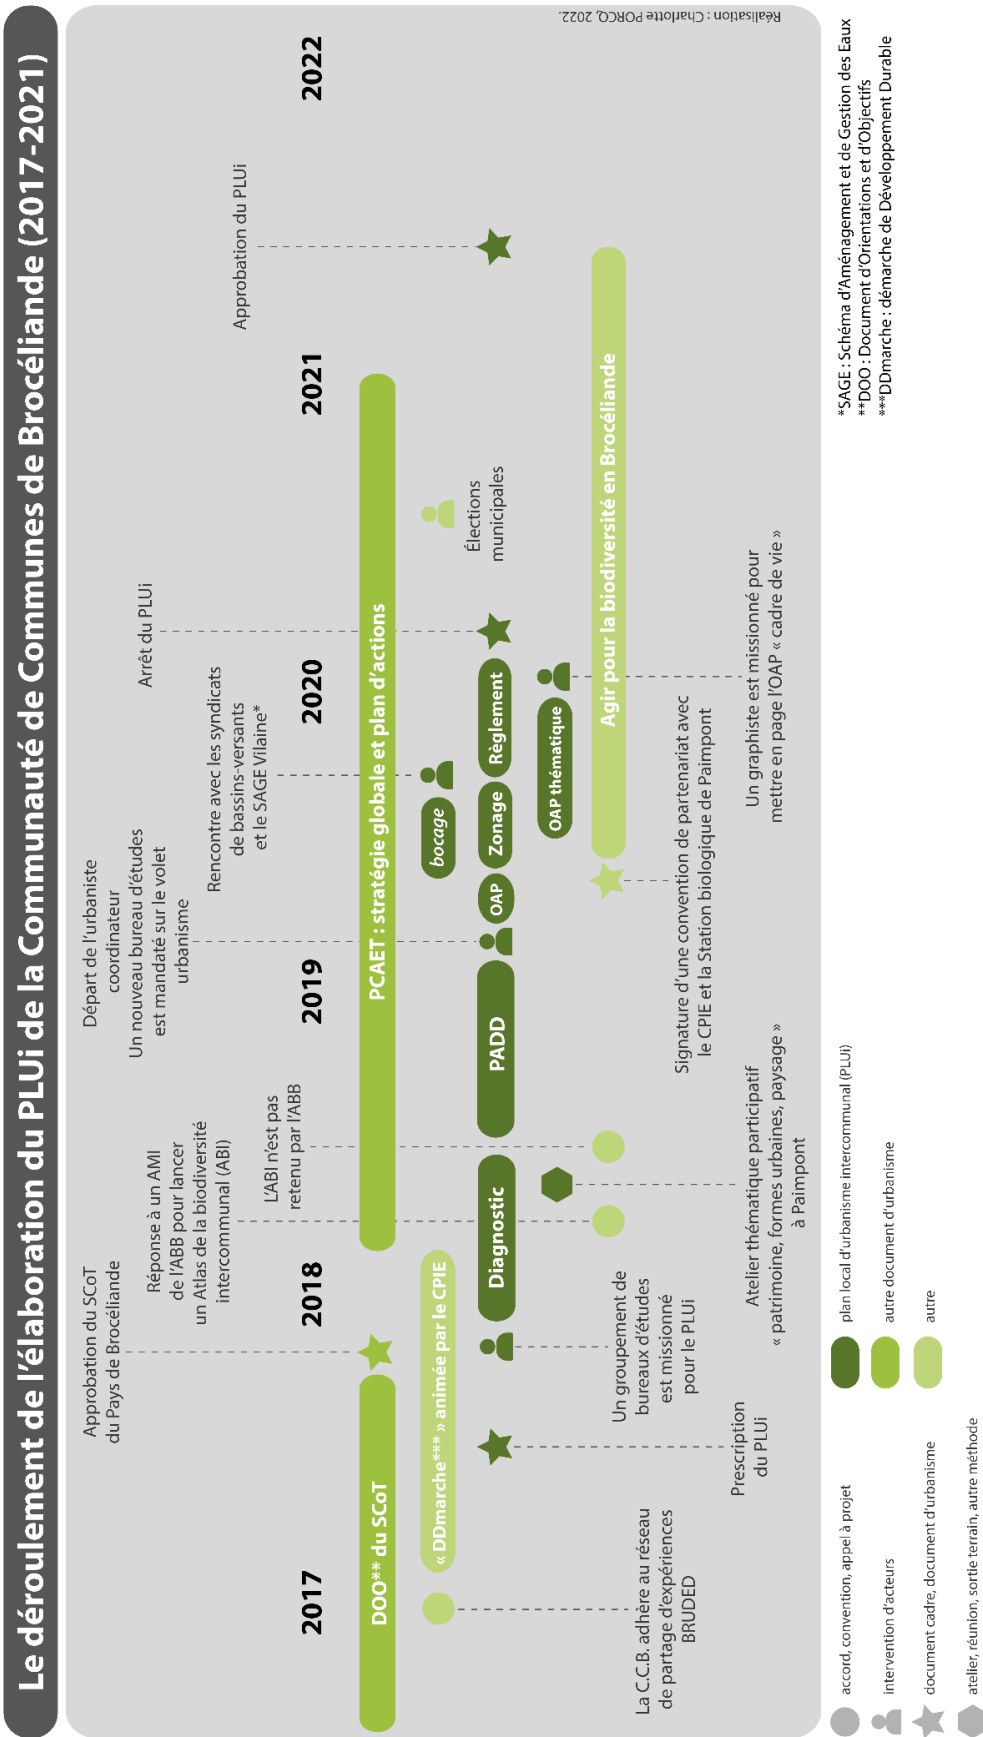 Le déroulement de l'élaboration du PLUi de la Communauté de Communes de Brocéliande (2017-2021)
Approbation du SCoT
du Pays de Brocéliande
Réponse à un AMI
de l'ABB pour lancer
un Atlas de la biodiversité
intercommunal (ABI)
L'ABI n'est pas
retenu par l'ABB
Départ de l'urbaniste
coordinateur
Un nouveau bureau d'études
est mandaté sur le volet
urbanisme
Rencontre avec les syndicats
de bassins-versants
et le SAGE Vilaine*
Arrêt du PLUi
Approbation du PLUi
2017
2018
2019
2020
2021
2022
DOO** du SCoT
PCAET : stratégie globale et plan d'actions
« DDmarche*** » animée par le CPIE
bocage
Élections
municipales
Diagnostic
PADD
OAP
Zonage
Règlement
OAP thématique
Agir pour la biodiversité en Brocéliande
La C.C.B. adhère au réseau
de partage d'expériences
BRUDED
Prescription
du PLUi
Un groupement de
bureaux d'études
est missionné
pour le PLUi
Atelier thématique participatif
« patrimoine, formes urbaines, paysage »
à Paimpont
Signature d'une convention de partenariat avec
le CPIE et la Station biologique de Paimpont
Un graphiste est missionné pour
mettre en page l'OAP « cadre de vie »
Réalisation : Charlotte PORCQ, 2022.
accord, convention, appel à projet
intervention d'acteurs
document cadre, document d'urbanisme
atelier, réunion, sortie terrain, autre méthode
plan local d'urbanisme intercommunal (PLUi)
autre document d'urbanisme
autre
*SAGE : Schéma d'Aménagement et de Gestion des Eaux
**DOO : Document d'Orientations et d'Objectifs
***DDmarche : démarche de Développement Durable